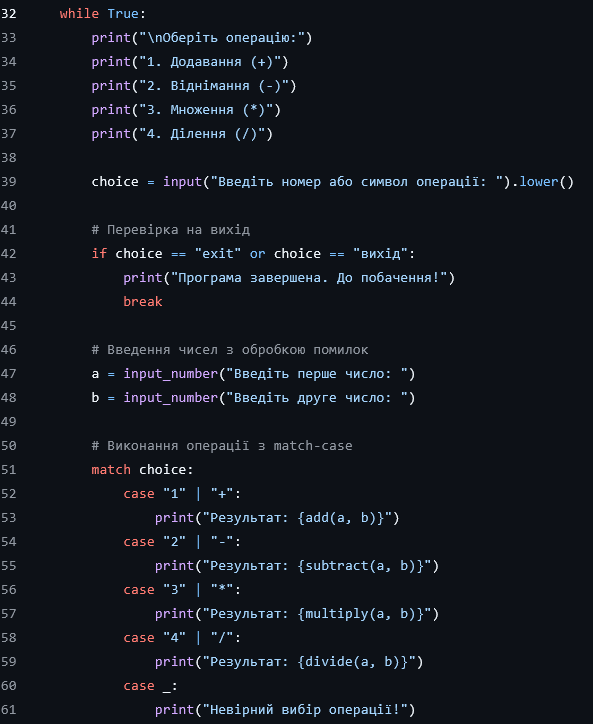 32 while True:
33 print("\nОберіть операцію:")
34 print("1. Додавання (+)")
35 print("2. Віднімання (-)")
36 print("3. Множення (*)")
37 print("4. Ділення (/)")
38
39 choice = input("Введіть номер або символ операції: ").lower()
40
41 # Перевірка на вихід
42 if choice == "exit" or choice == "вихід":
43 print("Програма завершена. До побачення!")
44 break
45
46 # Введення чисел з обробкою помилок
47 a = input_number("Введіть перше число: ")
48 b = input_number("Введіть друге число: ")
49
50 # Виконання операції з match-case
51 match choice:
52 case "1" | "+":
53 print("Результат: {add(a, b)}")
54 case "2" | "-":
55 print("Результат: {subtract(a, b)}")
56 case "3" | "*":
57 print("Результат: {multiply(a, b)}")
58 case "4" | "/":
59 print("Результат: {divide(a, b)}")
60 case _:
61 print("Невірний вибір операції!")